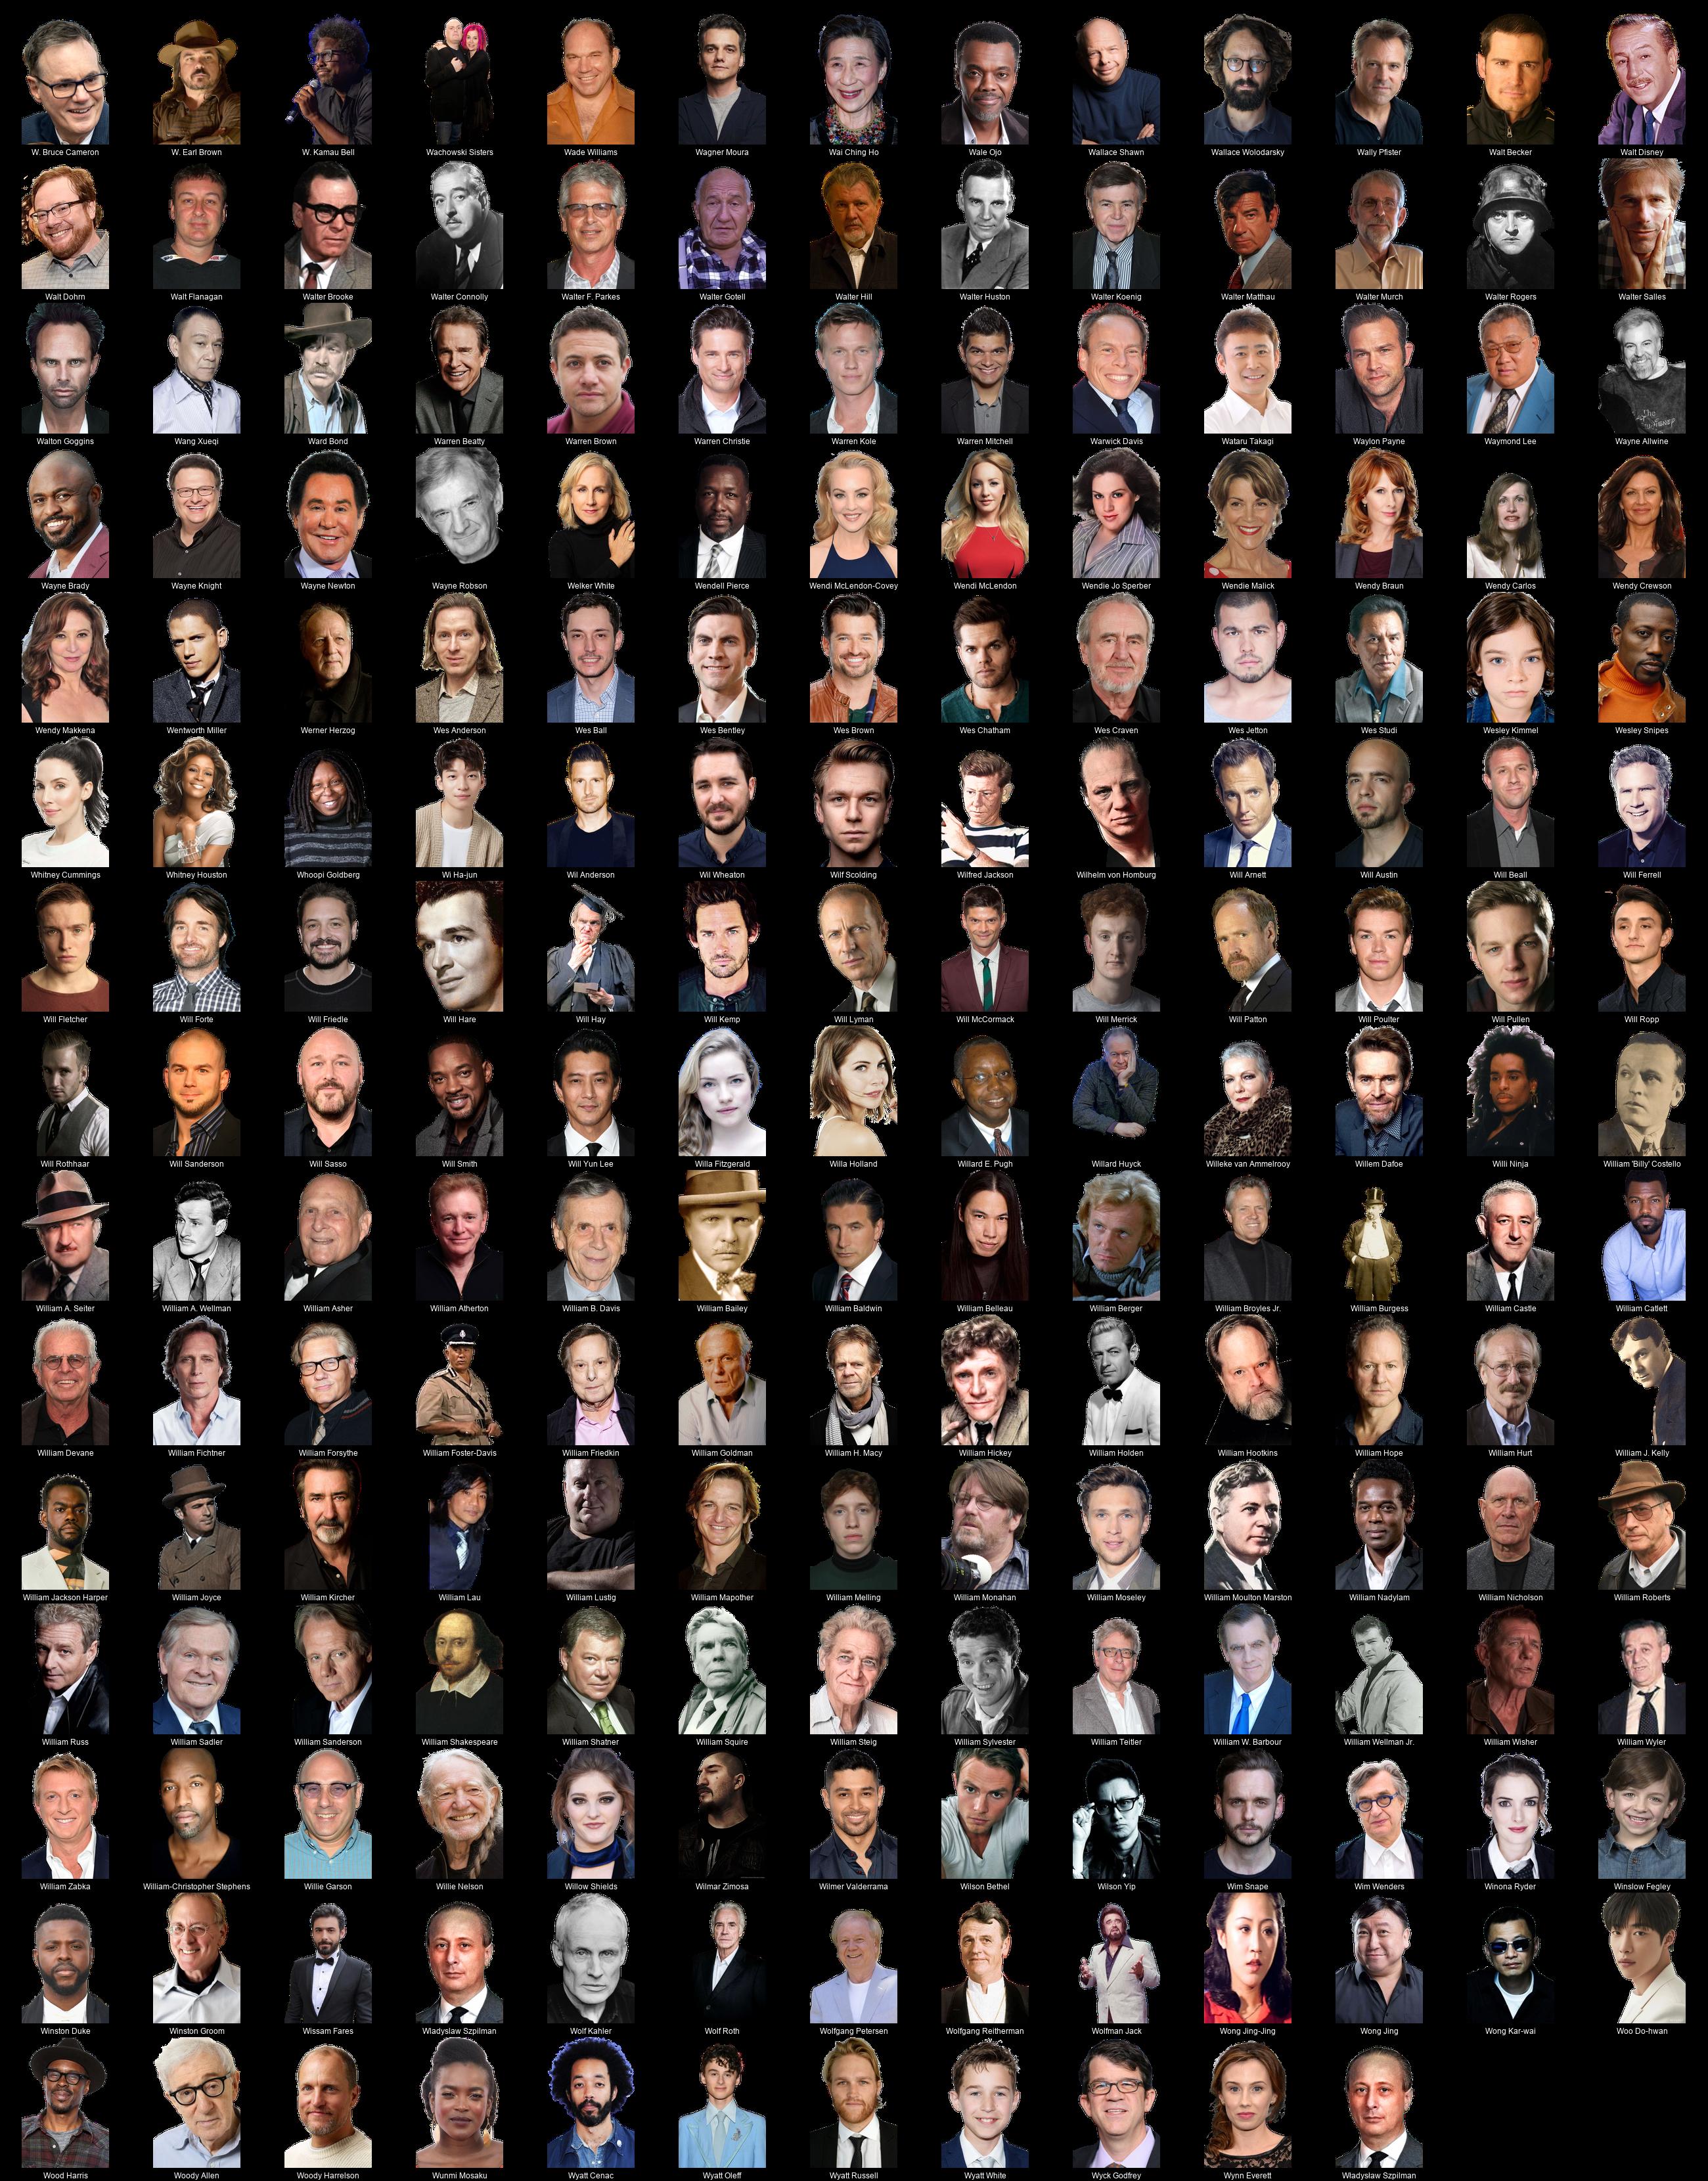 W. Bruce Cameron
W. Earl Brown
W. Kamau Bell
Wachowski Sisters
Wade Williams
Wagner Moura
Wai Ching Ho
Wale Ojo
Wallace Shawn
Wallace Wolodarsky
Wally Pfister
Walt Becker
Walt Disney
Walt Dohrn
Walt Flanagan
Walter Brooke
Walter Connolly
Walter F. Parkes
Walter Gotell
Walter Hill
Walter Huston
Walter Koenig
Walter Matthau
Walter Murch
Walter Rogers
Walter Salles
Walton Goggins
Wang Xueqi
Ward Bond
Warren Beatty
Warren Brown
Warren Christie
Warren Kole
Warren Mitchell
Warwick Davis
Wataru Takagi
Waylon Payne
Waymond Lee
Wayne Allwine
Wayne Brady
Wayne Knight
Wayne Newton
Wayne Robson
Welker White
Wendell Pierce
Wendi McLendon-Covey
Wendi McLendon
Wendie Jo Sperber
Wendie Malick
Wendy Braun
Wendy Carlos
Wendy Crewson
Wendy Makkena
Wentworth Miller
Werner Herzog
Wes Anderson
Wes Ball
Wes Bentley
Wes Brown
Wes Chatham
Wes Craven
Wes Jetton
Wes Studi
Wesley Kimmel
Wesley Snipes
Whitney Cummings
Whitney Houston
Whoopi Goldberg
Wi Ha-jun
Wil Anderson
Wil Wheaton
Wilf Scolding
Wilfred Jackson
Wilhelm von Homburg
Will Arnett
Will Austin
Will Beall
Will Ferrell
Will Fletcher
Will Forte
Will Friedle
Will Hare
Will Hay
Will Kemp
Will Lyman
Will McCormack
Will Merrick
Will Patton
Will Poulter
Will Pullen
Will Ropp
Will Rothhaar
Will Sanderson
Will Sasso
Will Smith
Will Yun Lee
Willa Fitzgerald
Willa Holland
Willard E. Pugh
Willard Huyck
Willeke van Ammelrooy
Willem Dafoe
Willi Ninja
William 'Billy' Costello
William A. Seiter
William A. Wellman
William Asher
William Atherton
William B. Davis
William Bailey
William Baldwin
William Belleau
William Berger
William Broyles Jr.
William Burgess
William Castle
William Catlett
William Devane
William Fichtner
William Forsythe
William Foster-Davis
William Friedkin
William Goldman
William H. Macy
William Hickey
William Holden
William Hootkins
William Hope
William Hurt
William J. Kelly
William Jackson Harper
William Joyce
William Kircher
William Lau
William Lustig
William Mapother
William Melling
William Monahan
William Moseley
William Moulton Marston
William Nadylam
William Nicholson
William Roberts
William Russ
William Sadler
William Sanderson
William Shakespeare
William Shatner
William Squire
William Steig
William Sylvester
William Teitler
William W. Barbour
William Wellman Jr.
William Wisher
William Wyler
William Zabka
William-Christopher Stephens
Willie Garson
Willie Nelson
Willow Shields
Wilmar Zimosa
Wilmer Valderrama
Wilson Bethel
Wilson Yip
Wim Snape
Wim Wenders
Winona Ryder
Winslow Fegley
Winston Duke
Winston Groom
Wissam Fares
Wladyslaw Szpilman
Wolf Kahler
Wolf Roth
Wolfgang Petersen
Wolfgang Reitherman
Wolfman Jack
Wong Jing-Jing
Wong Jing
Wong Kar-wai
Woo Do-hwan
Wood Harris
Woody Allen
Woody Harrelson
Wunmi Mosaku
Wyatt Cenac
Wyatt Oleff
Wyatt Russell
Wyatt White
Wyck Godfrey
Wynn Everett
Władysław Szpilman